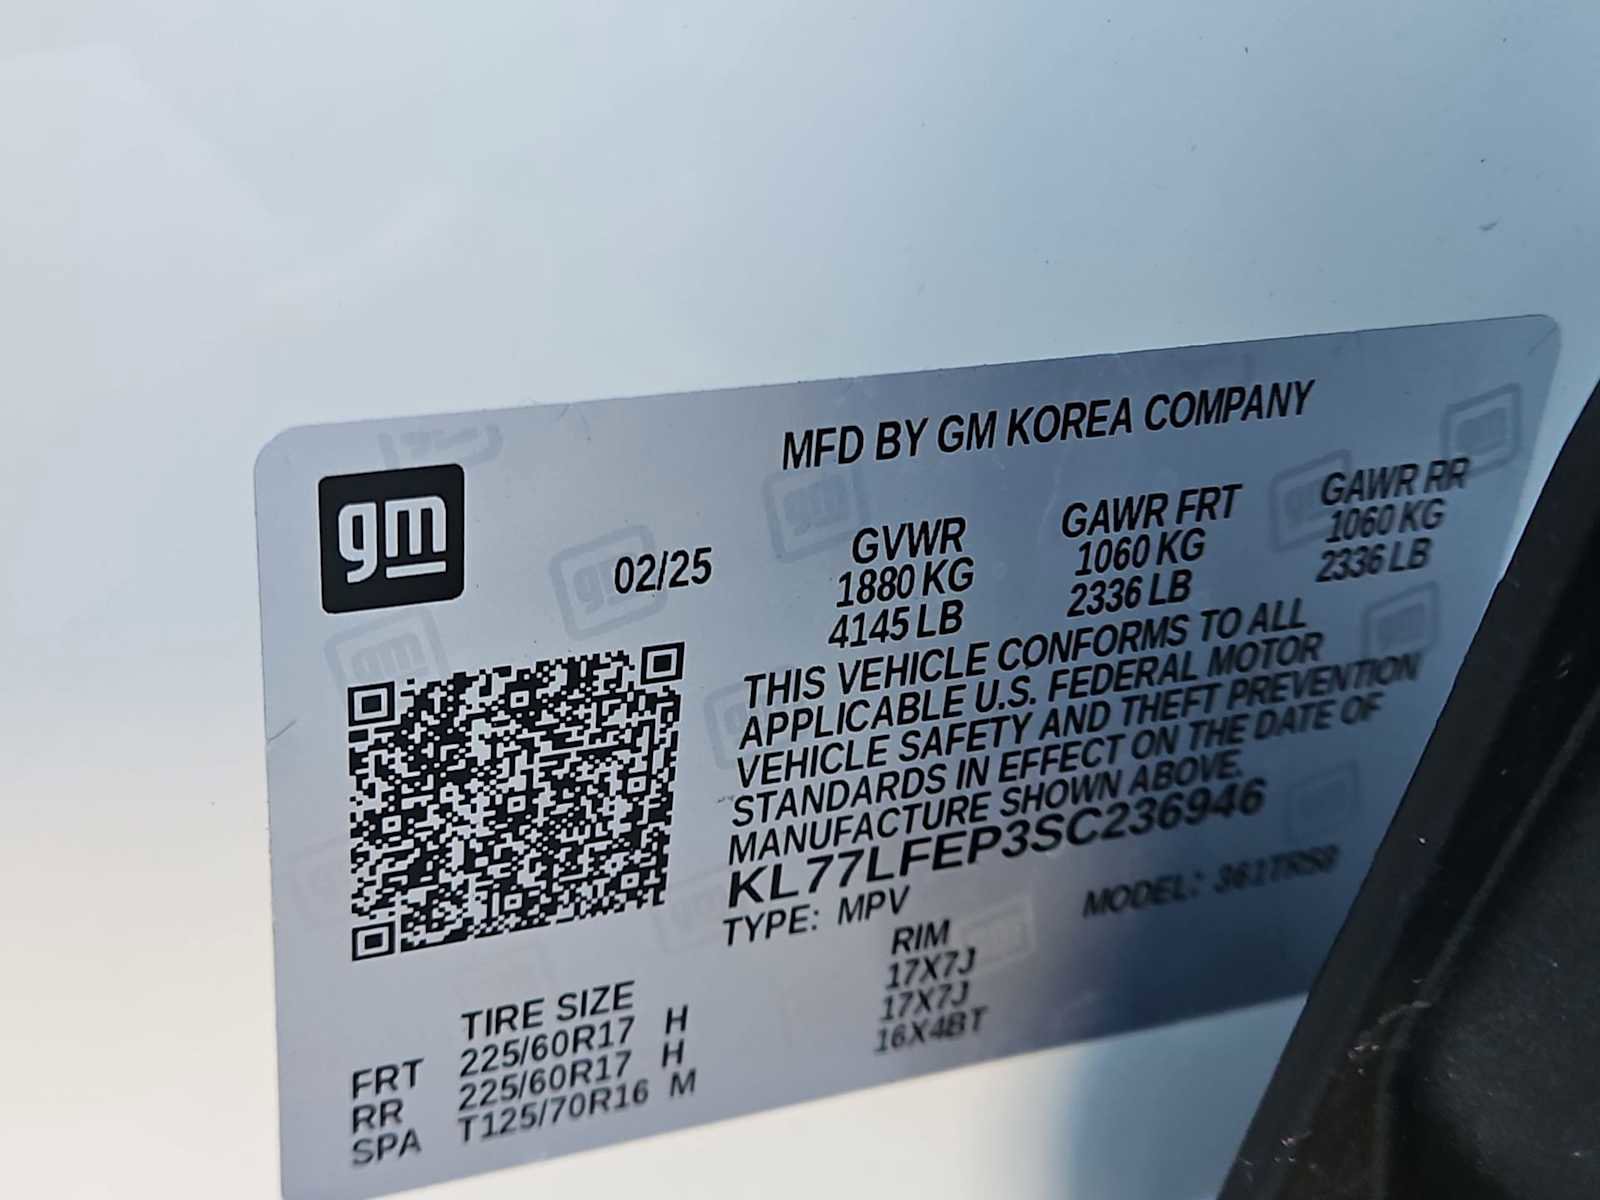 MFD BY GM KOREA COMPANY
gm
02/25
GVWR GAWR FRT GAWR RR
1880 KG 1060 KG 1060 KG
4145 LB 2336 LB 2336 LB
THIS VEHICLE CONFORMS TO ALL
APPLICABLE U.S. FEDERAL MOTOR
VEHICLE SAFETY AND THEFT PREVENTION
STANDARDS IN EFFECT ON THE DATE OF
MANUFACTURE SHOWN ABOVE.
KL77LFEP3SC236946
TYPE: MPV MODEL:
TIRE SIZE RIM
FRT 225/60R17 H 17X7J
RR 225/60R17 H 17X7J
SPA T125/70R16 M 16X4BT